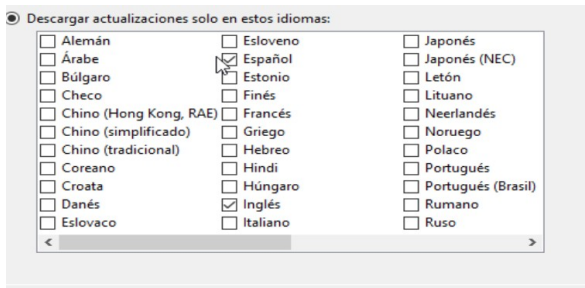 Descargar actualizaciones solo en estos idiomas:
Alemán
Árabe
Búlgaro
Checo
Chino (Hong Kong, RAE)
Chino (simplificado)
Chino (tradicional)
Coreano
Croata
Danés
Eslovaco
Esloveno
Español
Estonio
Finés
Francés
Griego
Hebreo
Hindi
Húngaro
Inglés
Italiano
Japonés
Japonés (NEC)
Letón
Lituano
Neerlandés
Noruego
Polaco
Portugués
Portugués (Brasil)
Rumano
Ruso